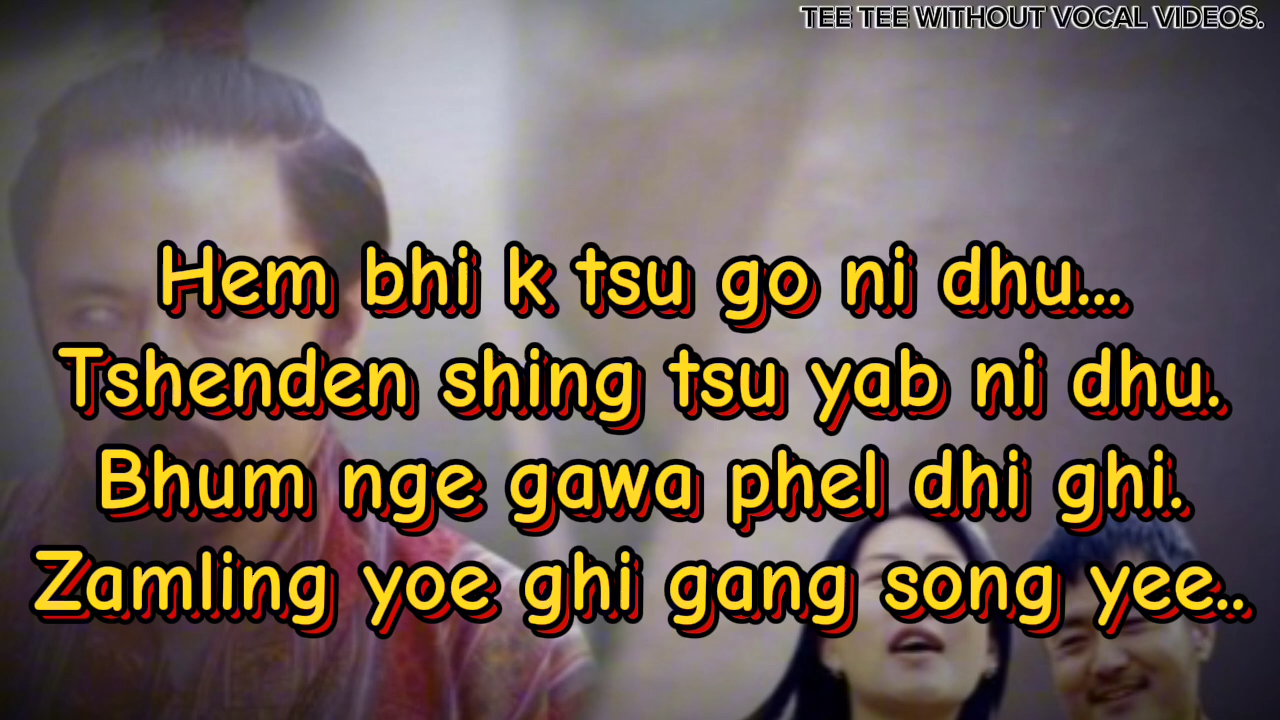 TEE TEE WITHOUT VOCAL VIDEOS.
Hem bhi k tsu go ni dhu...
Tshenden shing tsu yab ni dhu.
Bhum nge gawa phel dhi ghi.
Zamling yoe ghi gang song yee..